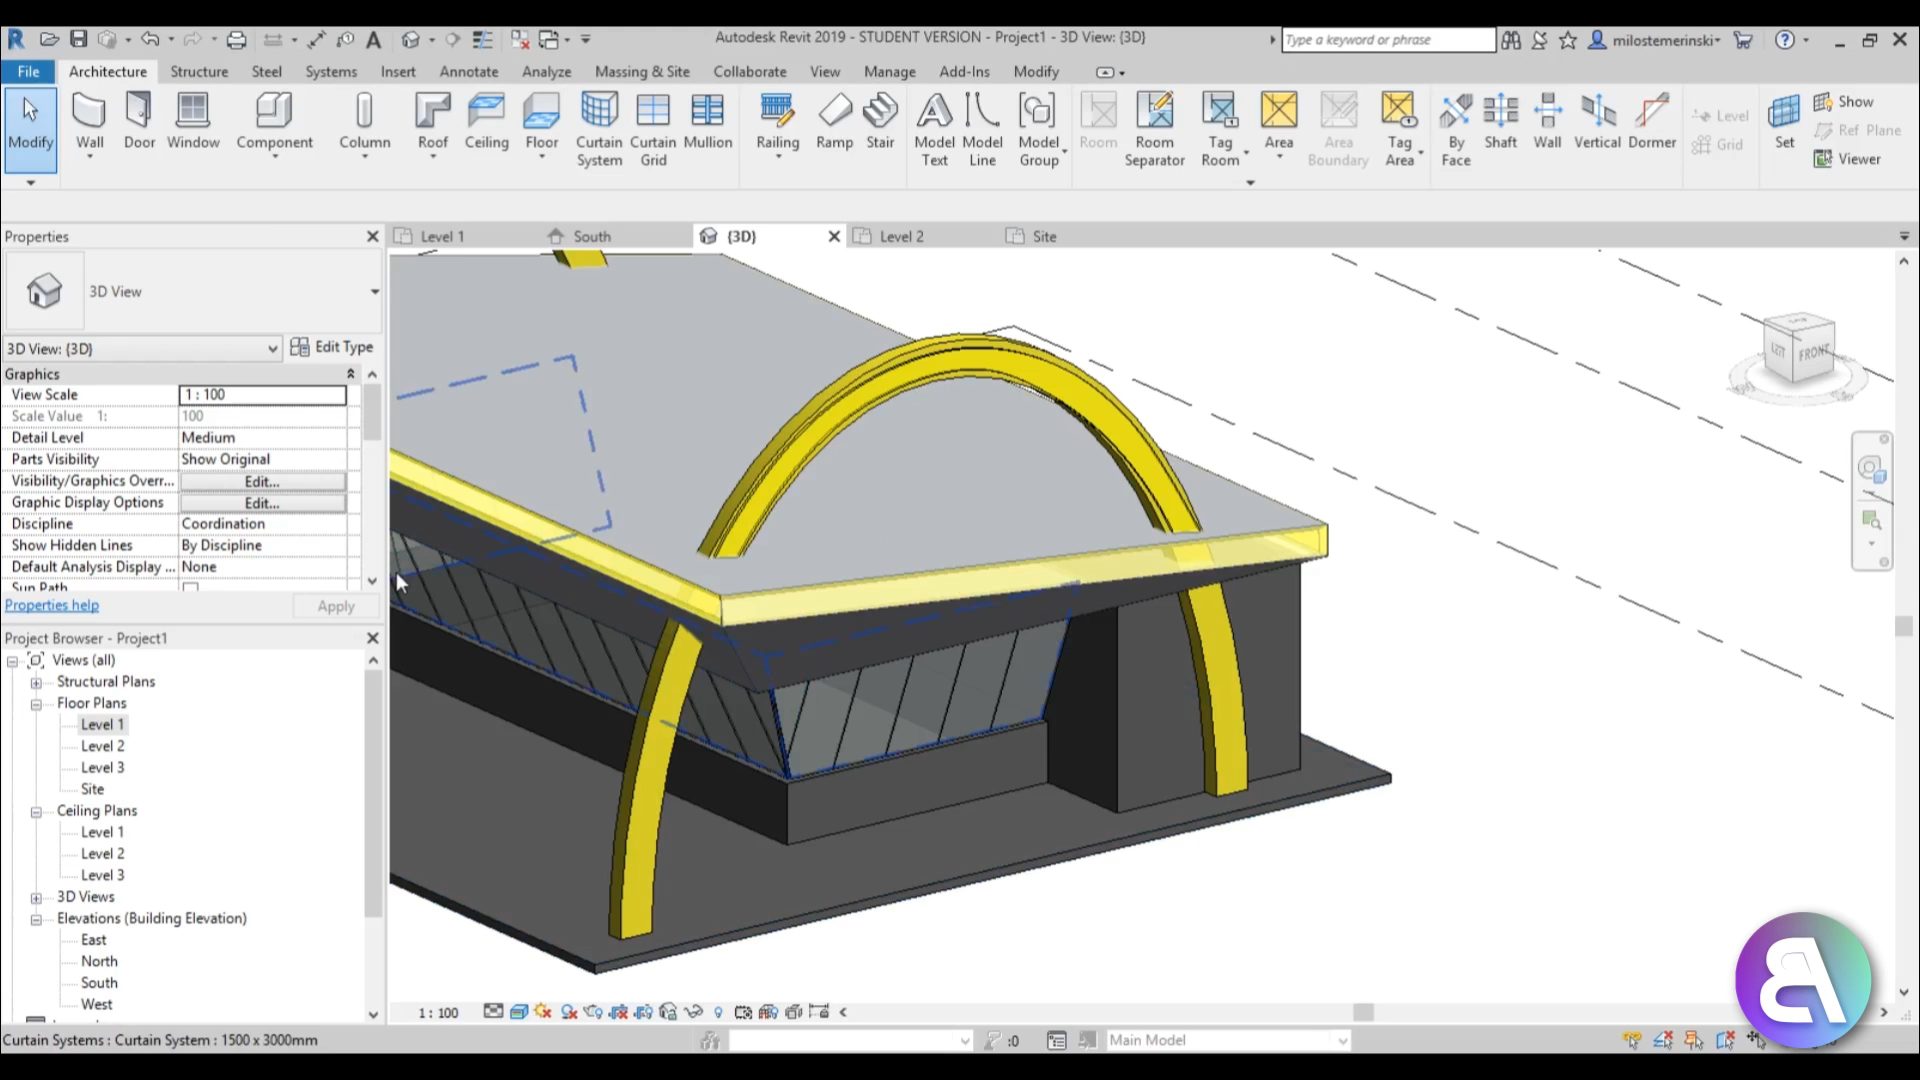 Autodesk Revit 2019 - STUDENT VERSION - Project1 - 3D View: {3D}
Type a keyword or phrase
milostemerinski
File
Architecture
Structure
Steel
Systems
Insert
Annotate
Analyze
Massing & Site
Collaborate
View
Manage
Add-Ins
Modify
Modify
Wall
Door
Window
Component
Column
Roof
Ceiling
Floor
Curtain System
Curtain Grid
Mullion
Railing
Ramp
Stair
Model Text
Model Line
Model Group
Room
Room Separator
Tag Room
Area
Area Boundary
Tag Area
By Face
Shaft
Wall
Vertical
Dormer
Level
Grid
Set
Show
Ref Plane
Viewer
Properties
Level 1
South
{3D}
Level 2
Site
3D View
3D View: {3D}
Edit Type
Graphics
View Scale 1 : 100
Scale Value 1: 100
Detail Level Medium
Parts Visibility Show Original
Visibility/Graphics Overr... Edit...
Graphic Display Options Edit...
Discipline Coordination
Show Hidden Lines By Discipline
Default Analysis Display ... None
Sun Path
Properties help
Apply
Project Browser - Project1
Views (all)
Structural Plans
Floor Plans
Level 1
Level 2
Level 3
Site
Ceiling Plans
Level 1
Level 2
Level 3
3D Views
Elevations (Building Elevation)
East
North
South
West
LEFT
FRONT
1 : 100
Curtain Systems : Curtain System : 1500 x 3000mm
:0
Main Model